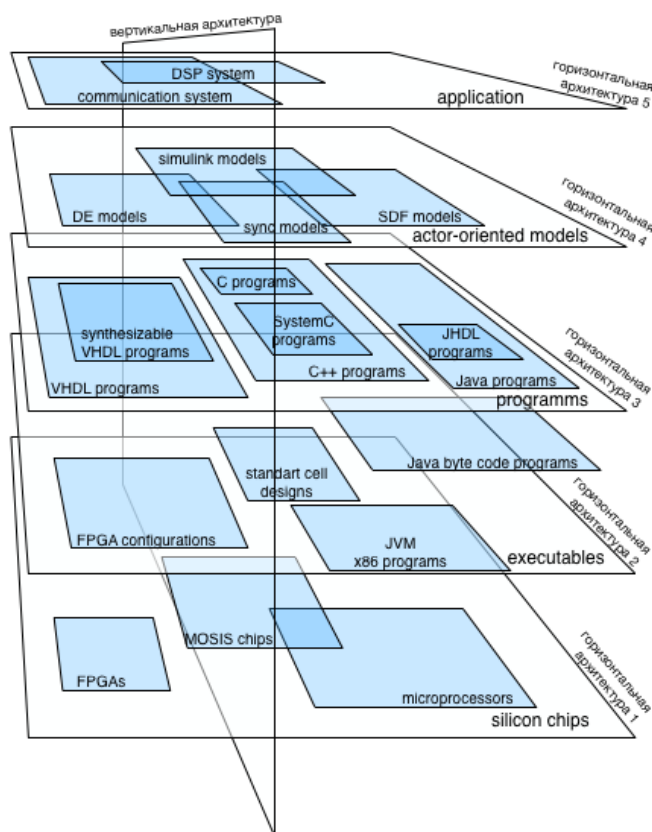 вертикальная архитектура
DSP system
communication system
application
горизонтальная
архитектура 5
simulink models
DE models
sync models
SDF models
actor-oriented models
горизонтальная
архитектура 4
C programs
synthesizable
VHDL programs
VHDL programs
SystemC
programs
C++ programs
JHDL
programs
Java programs
programms
горизонтальная
архитектура 3
Java byte code programs
standart cell
designs
FPGA configurations
JVM
x86 programs
executables
горизонтальная
архитектура 2
MOSIS chips
FPGAs
microprocessors
silicon chips
горизонтальная
архитектура 1